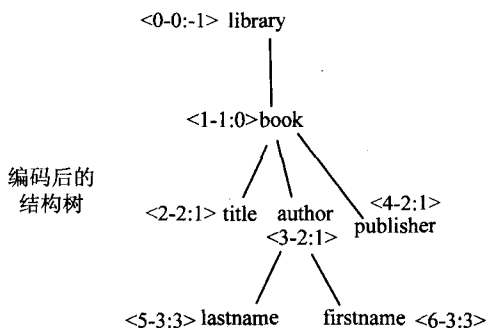 <0-0:-1> library
<1-1:0>book
编码后的
结构树
<2-2:1> title author <4-2:1>
<3-2:1> publisher
<5-3:3> lastname firstname <6-3:3>